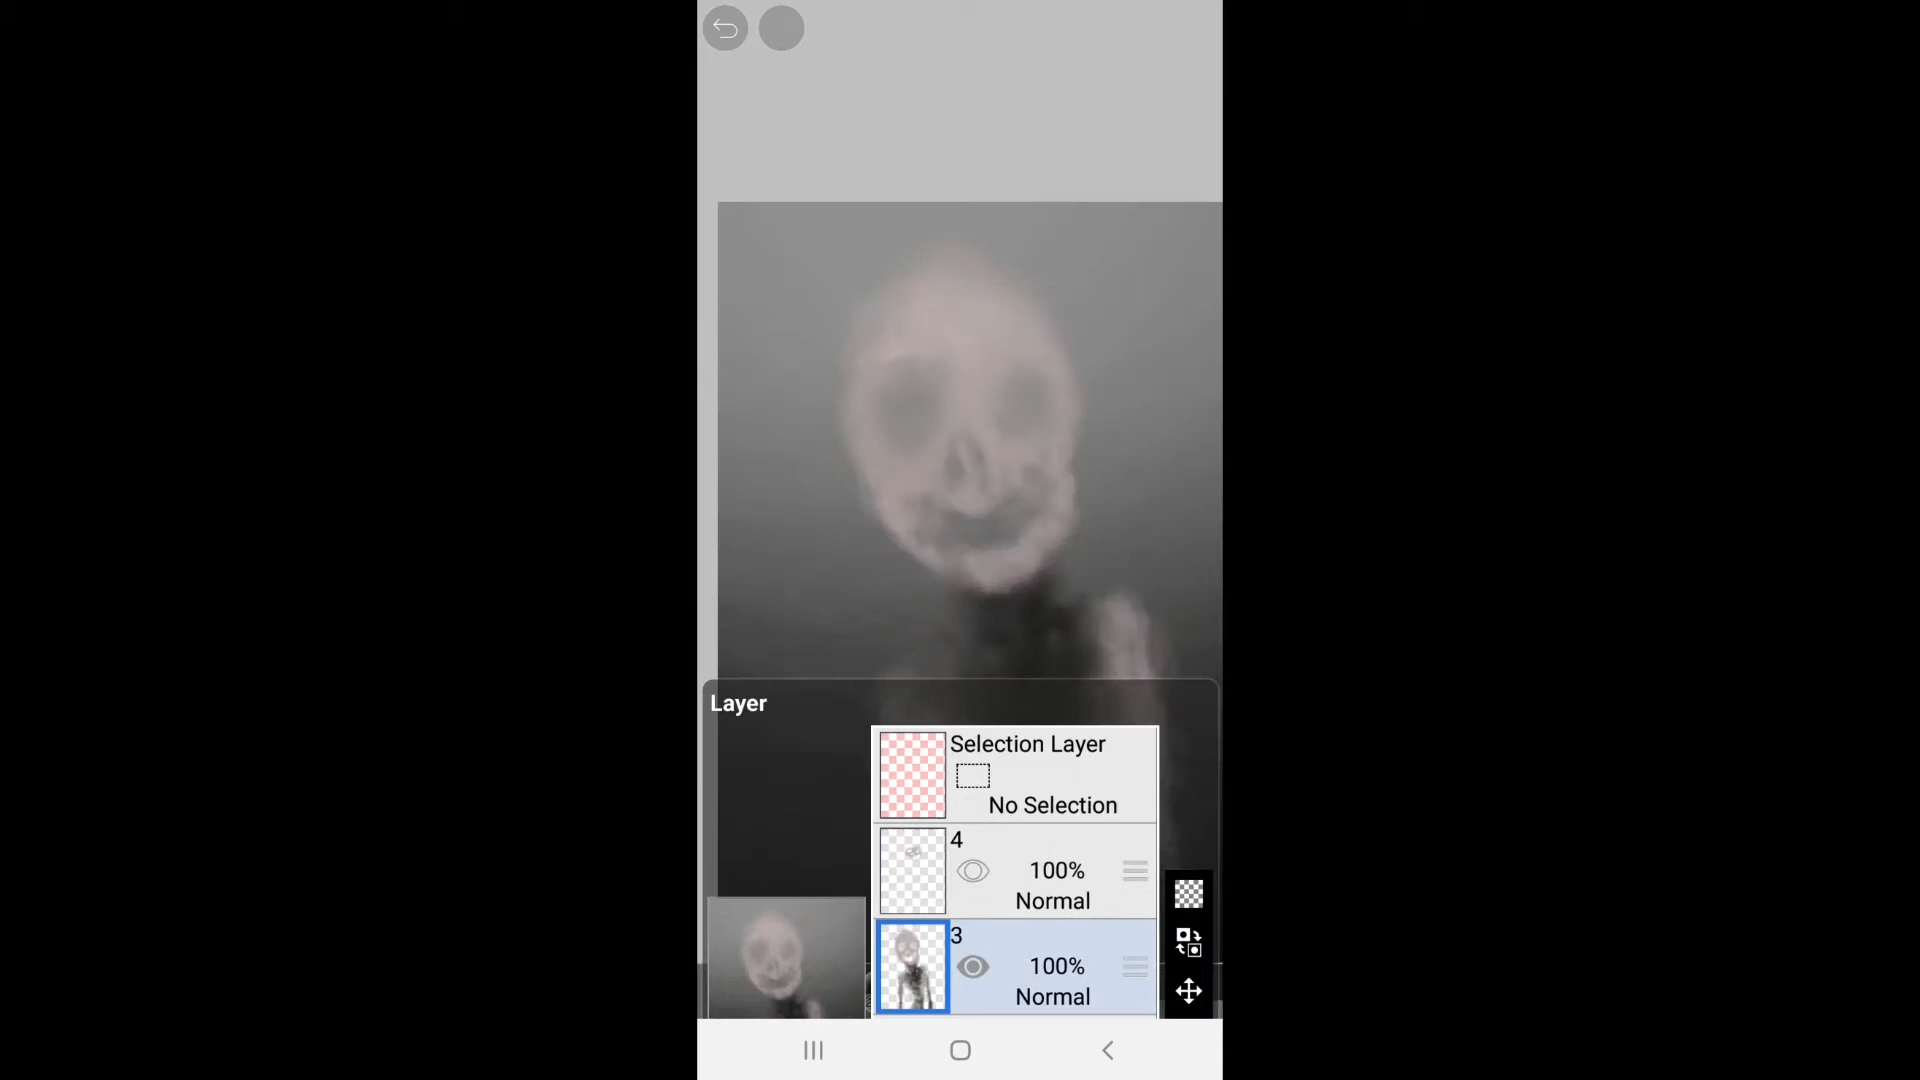 Layer
Selection Layer
No Selection
4
100%
Normal
3
100%
Normal